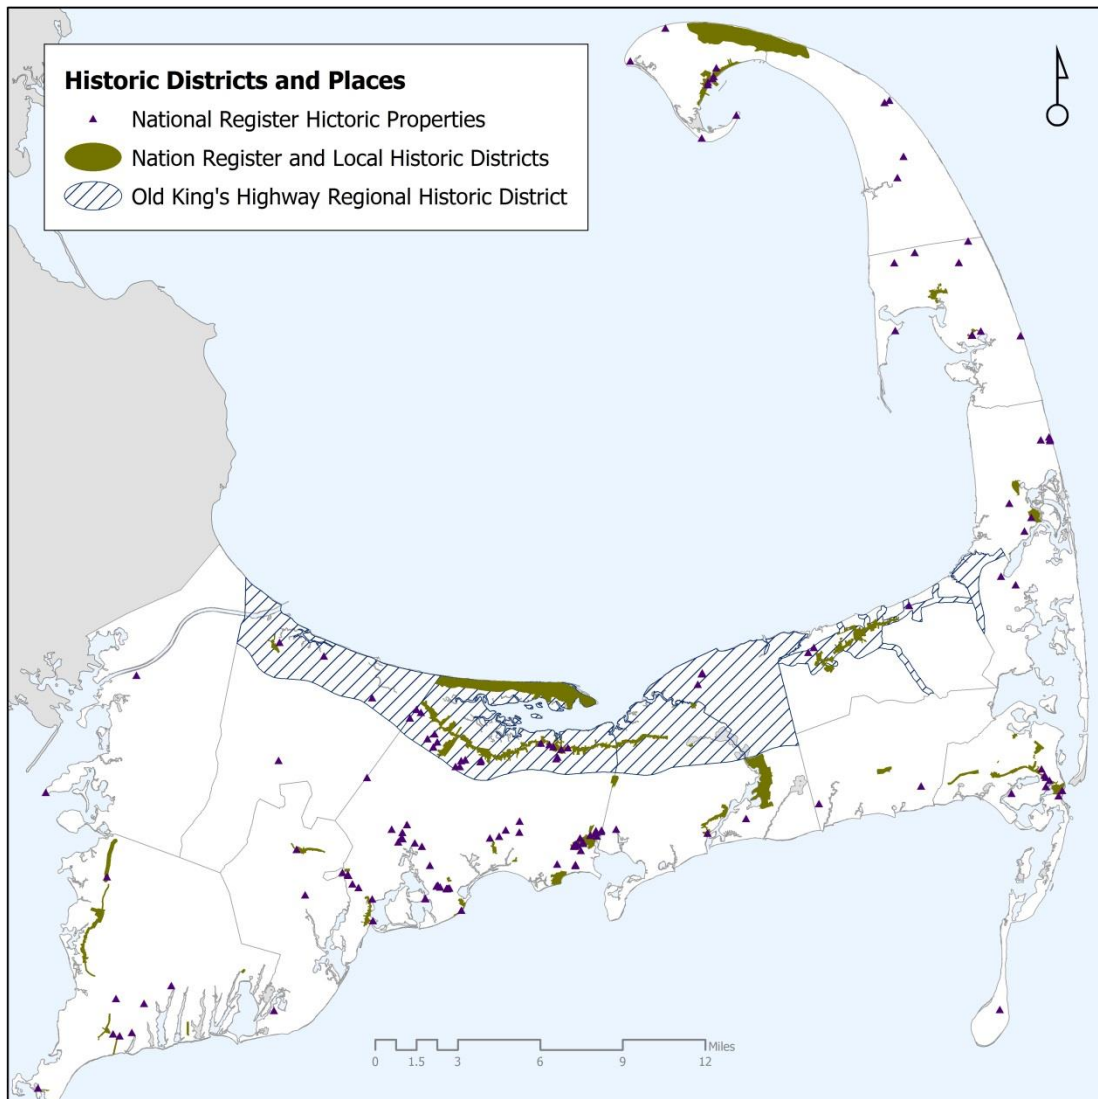 Historic Districts and Places
National Register Hictoric Properties
Nation Register and Local Historic Districts
Old King's Highway Regional Historic District
Miles
0 1.5 3 6 9 12